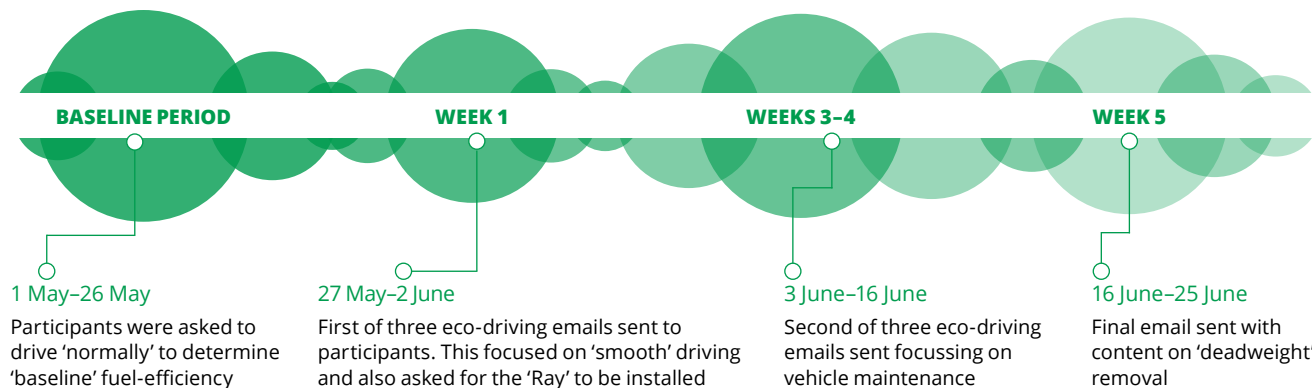 BASELINE PERIOD
WEEK 1
WEEKS 3–4
WEEK 5
1 May–26 May
Participants were asked to
drive ‘normally’ to determine
‘baseline’ fuel-efficiency
27 May–2 June
First of three eco-driving emails sent to
participants. This focused on ‘smooth’ driving
and also asked for the ‘Ray’ to be installed
3 June–16 June
Second of three eco-driving
emails sent focussing on
vehicle maintenance
16 June–25 June
Final email sent with
content on ‘deadweight’
removal